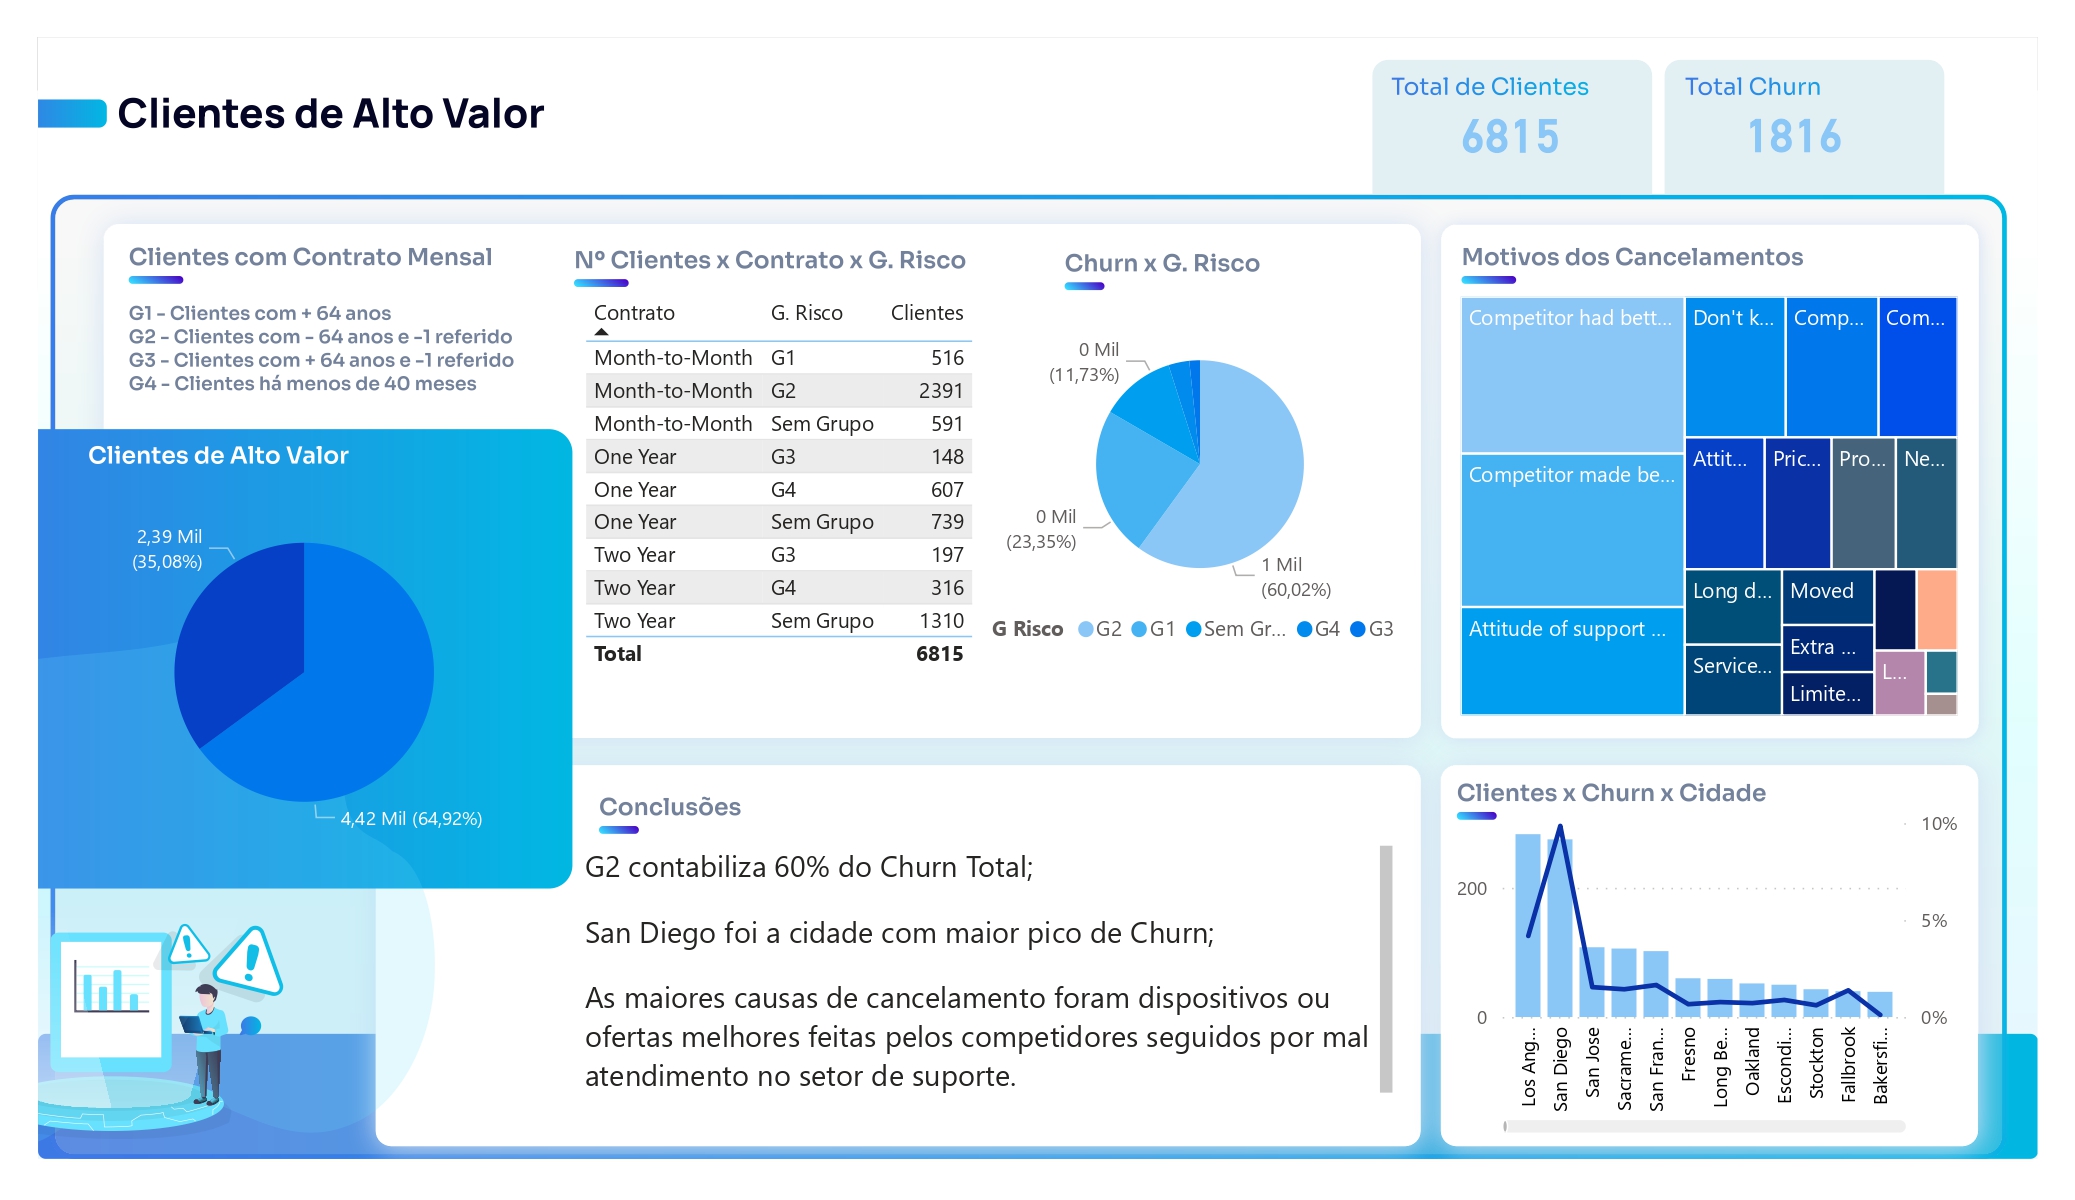 Clientes de Alto Valor
Total de Clientes
6815
Total Churn
1816
Clientes com Contrato Mensal
G1 - Clientes com + 64 anos
G2 - Clientes com - 64 anos e -1 referido
G3 - Clientes com + 64 anos e -1 referido
G4 - Clientes há menos de 40 meses
Clientes de Alto Valor
2,39 Mil
(35,08%)
4,42 Mil (64,92%)
Nº Clientes x Contrato x G. Risco
Contrato G. Risco Clientes
Month-to-Month G1 516
Month-to-Month G2 2391
Month-to-Month Sem Grupo 591
One Year G3 148
One Year G4 607
One Year Sem Grupo 739
Two Year G3 197
Two Year G4 316
Two Year Sem Grupo 1310
Total 6815
Churn x G. Risco
0 Mil
(11,73%)
0 Mil
(23,35%)
1 Mil
(60,02%)
G Risco G2 G1 Sem Gr... G4 G3
Motivos dos Cancelamentos
Competitor had bett...
Competitor made be...
Attitude of support ...
Don't k...
Comp...
Com...
Attit...
Pric...
Pro...
Ne...
Long d...
Service...
Moved
Extra ...
Limite...
L...
Conclusões
G2 contabiliza 60% do Churn Total;
San Diego foi a cidade com maior pico de Churn;
As maiores causas de cancelamento foram dispositivos ou
ofertas melhores feitas pelos competidores seguidos por mal
atendimento no setor de suporte.
Clientes x Churn x Cidade
10%
200
5%
0
0%
Los Ang...
San Diego
San Jose
Sacrame...
San Fran...
Fresno
Long Be...
Oakland
Escondi...
Stockton
Fallbrook
Bakersfi...